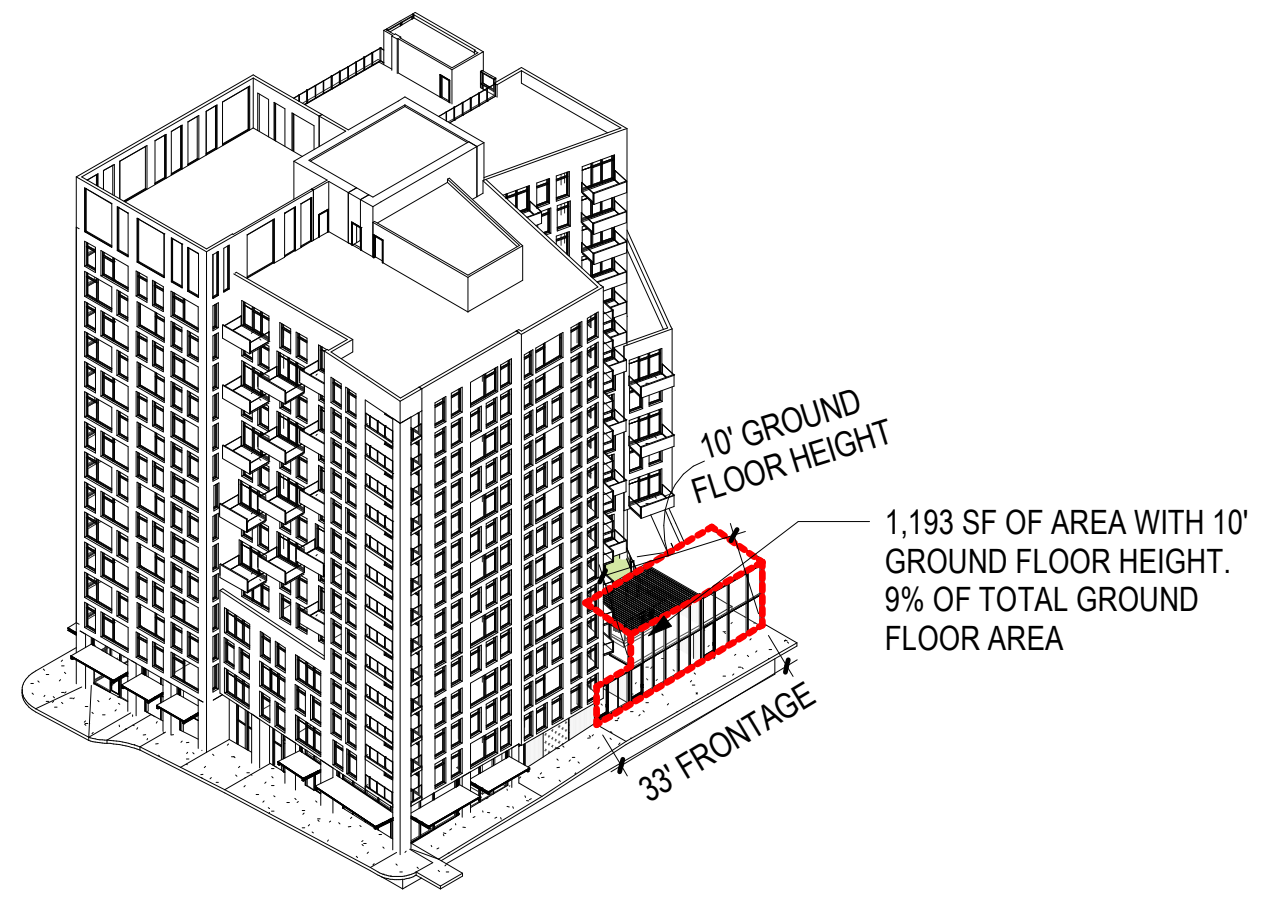 10' GROUND
FLOOR HEIGHT
1,193 SF OF AREA WITH 10'
GROUND FLOOR HEIGHT.
9% OF TOTAL GROUND
FLOOR AREA
33' FRONTAGE